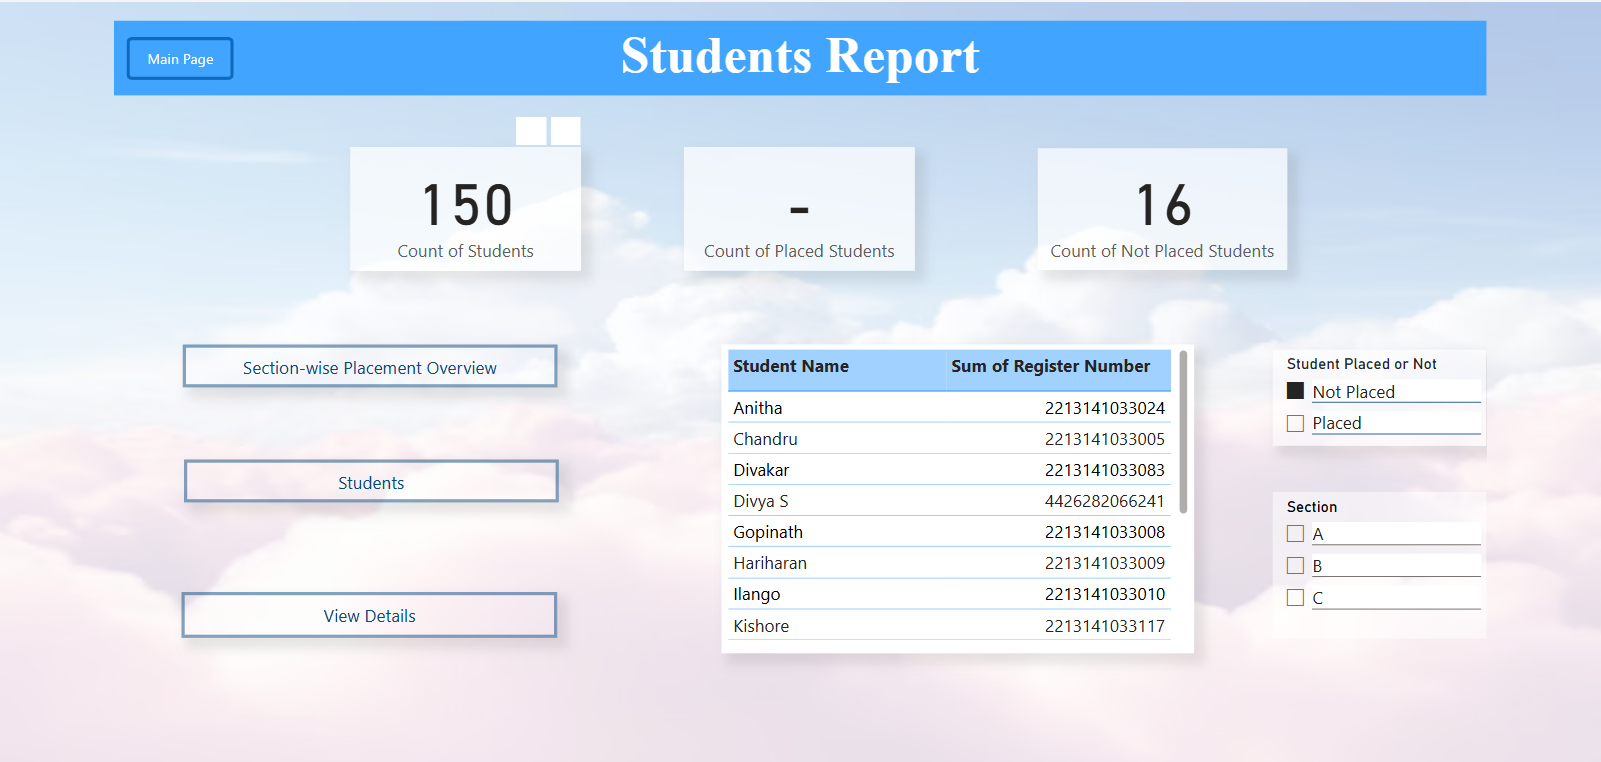 Main Page
Students Report
150
Count of Students
-
Count of Placed Students
16
Count of Not Placed Students
Section-wise Placement Overview
Students
View Details
Student Name Sum of Register Number
Anitha 2213141033024
Chandru 2213141033005
Divakar 2213141033083
Divya S 4426282066241
Gopinath 2213141033008
Hariharan 2213141033009
Ilango 2213141033010
Kishore 2213141033117
Student Placed or Not
Not Placed
Placed
Section
A
B
C